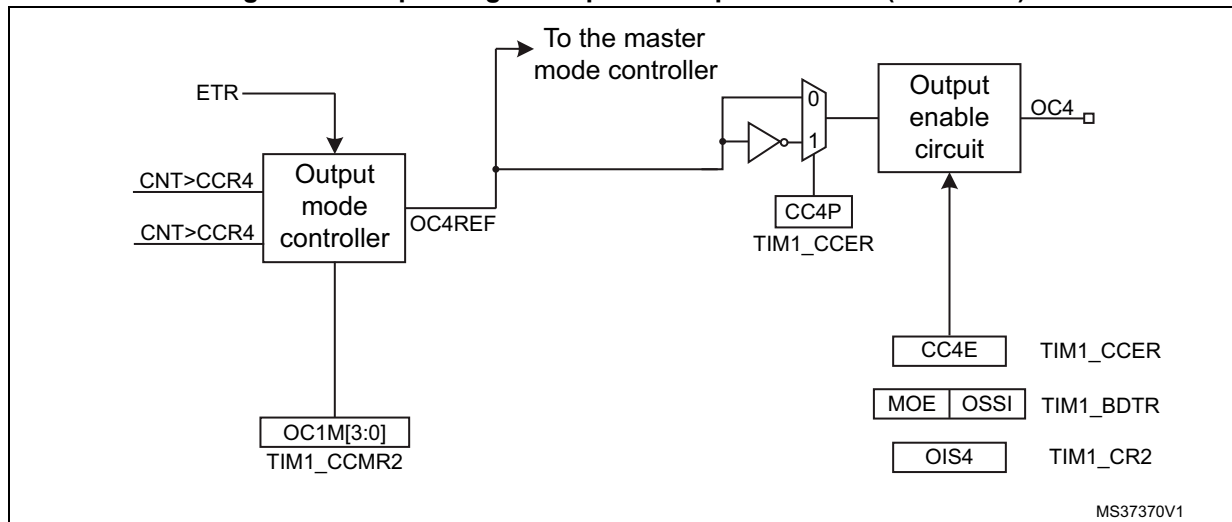 To the master
mode controller
ETR
0
1
Output
enable
circuit
OC4
CNT>CCR4
CNT>CCR4
Output
mode
controller
OC4REF
CC4P
TIM1_CCER
CC4E
TIM1_CCER
MOE OSSI TIM1_BDTR
OIS4 TIM1_CR2
OC1M[3:0]
TIM1_CCMR2
MS37370V1